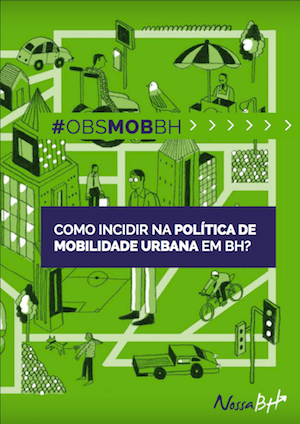 #OBSMOBBH
COMO INCIDIR NA POLÍTICA DE
MOBILIDADE URBANA EM BH?
NossaBH